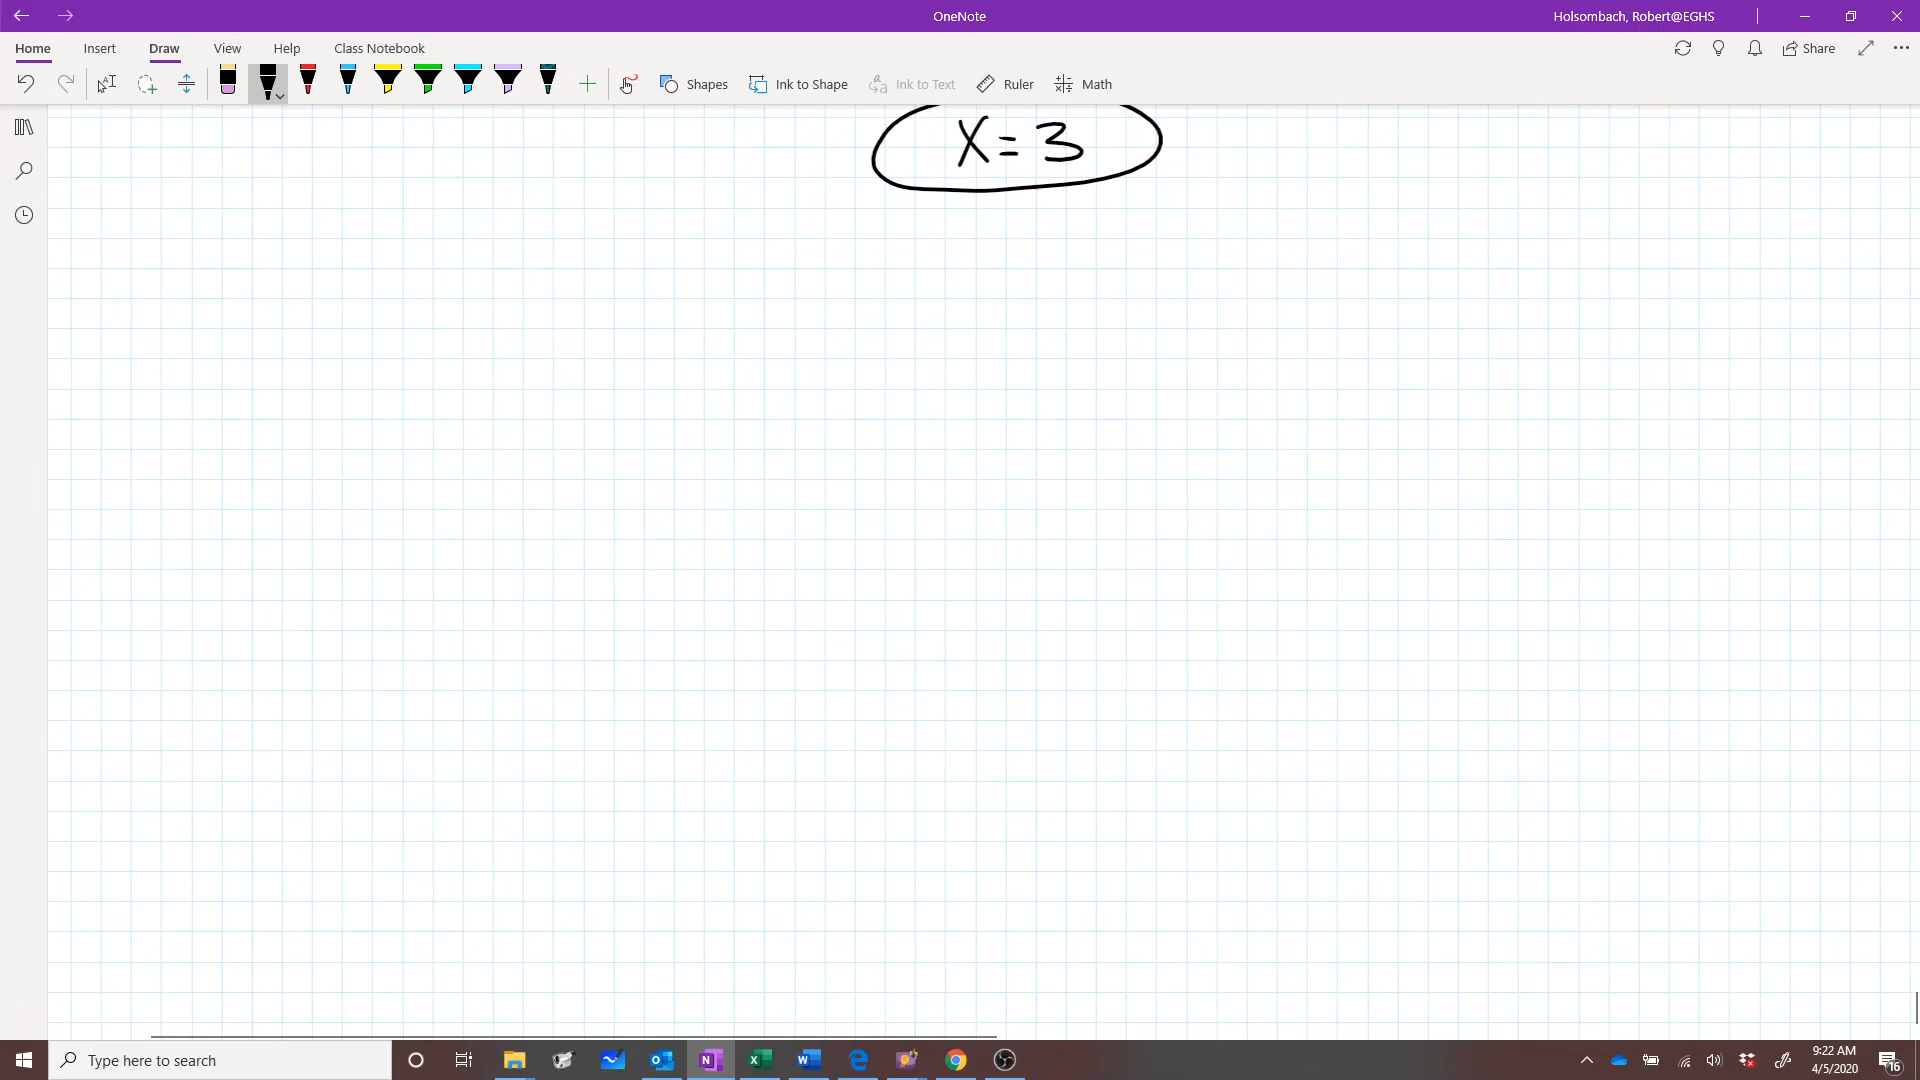 OneNote
Holsombach, Robert@EGHS
Home Insert Draw View Help Class Notebook
Share
Shapes Ink to Shape Ink to Text Ruler Math
X = 3
Type here to search
9:22 AM
4/5/2020
16